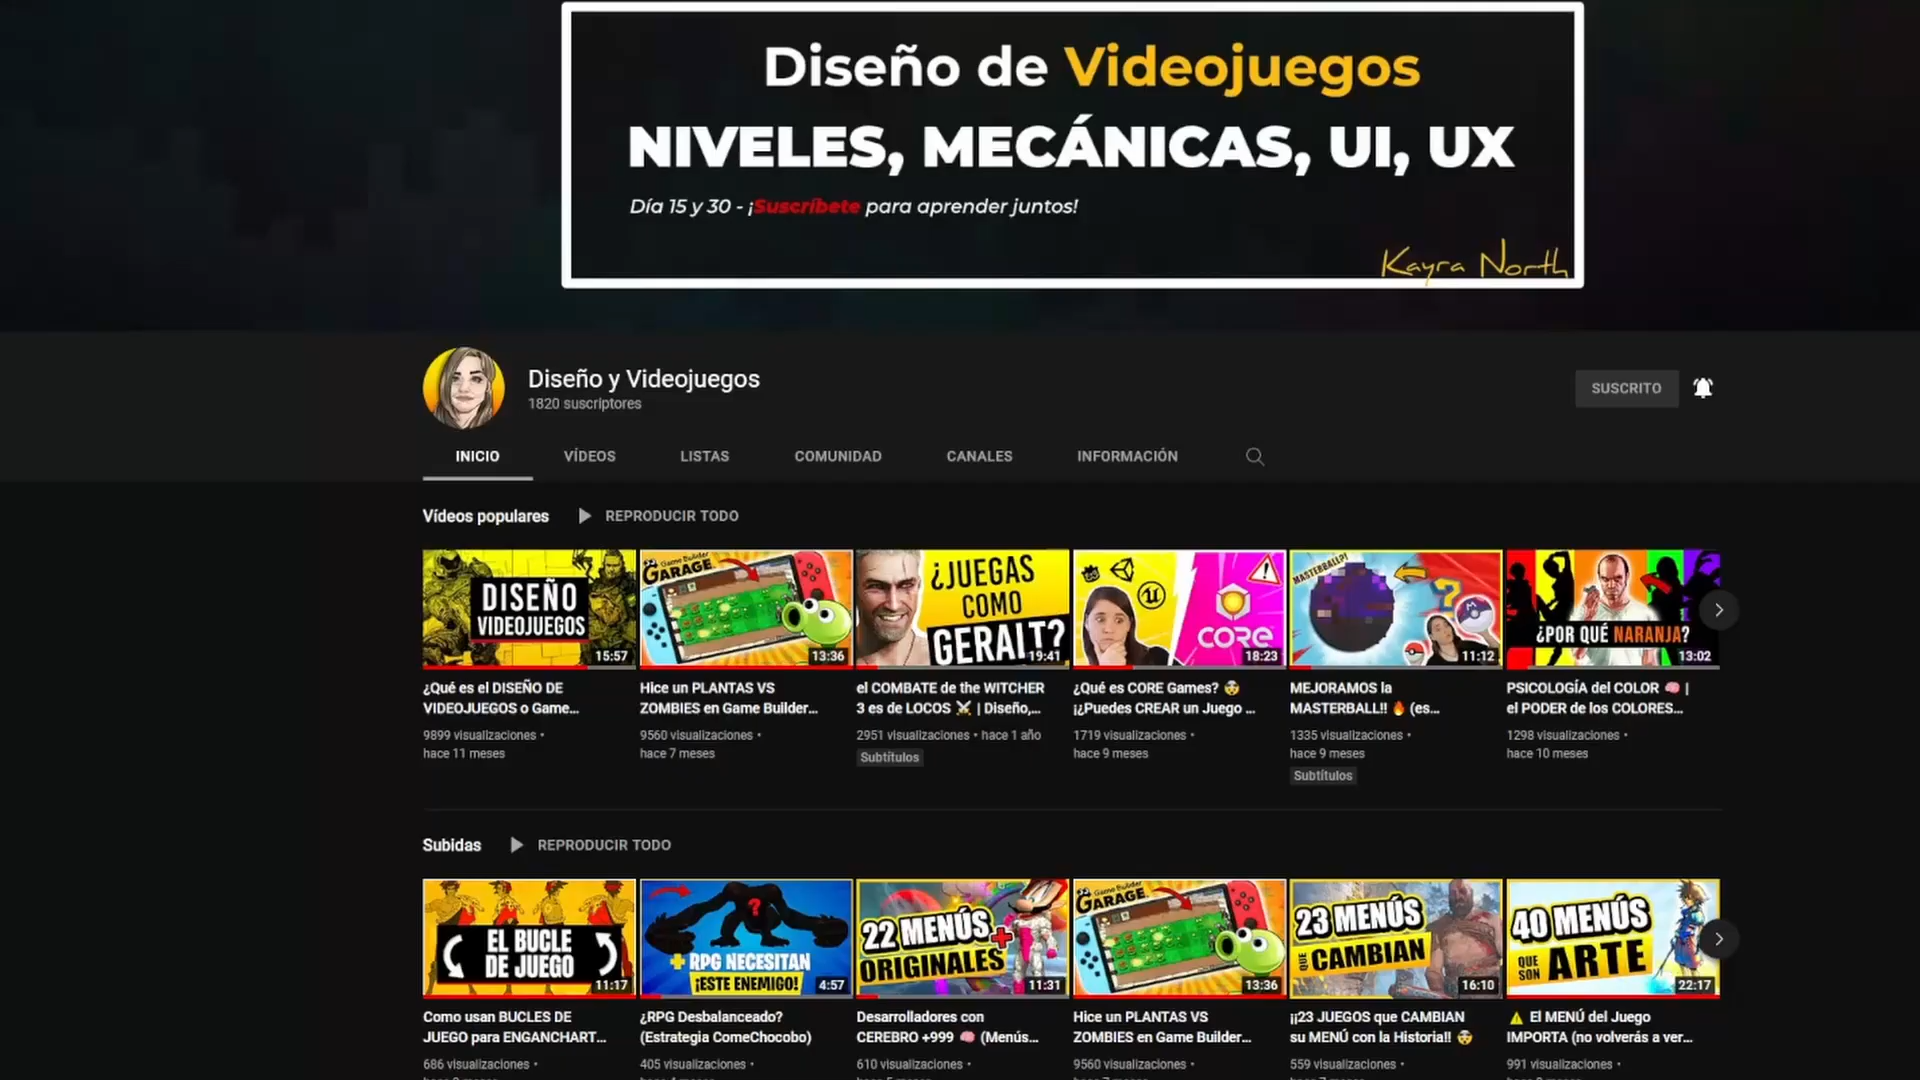 Diseño de Videojuegos
NIVELES, MECÁNICAS, UI, UX
Día 15 y 30 - ¡Suscríbete para aprender juntos!
Kayra North
Diseño y Videojuegos
1820 suscriptores
SUSCRITO
INICIO VÍDEOS LISTAS COMUNIDAD CANALES INFORMACIÓN
Vídeos populares REPRODUCIR TODO
DISEÑO
VIDEOJUEGOS
15:57
Game Builder
GARAGE
13:36
¿JUEGAS
COMO
GERALT?
19:41
CORE
18:23
MASTERBALL?!
11:12
¿POR QUÉ NARANJA?
13:02
¿Qué es el DISEÑO DE
VIDEOJUEGOS o Game...
9899 visualizaciones •
hace 11 meses
Hice un PLANTAS VS
ZOMBIES en Game Builder...
9560 visualizaciones •
hace 7 meses
el COMBATE de the WITCHER
3 es de LOCOS ⚔ | Diseño,...
2951 visualizaciones • hace 1 año
Subtítulos
¿Qué es CORE Games? 🤯
¡¿Puedes CREAR un Juego ...
1719 visualizaciones •
hace 9 meses
MEJORAMOS la
MASTERBALL!! 🔥 (es...
1335 visualizaciones •
hace 9 meses
Subtítulos
PSICOLOGÍA del COLOR 🧠 |
el PODER de los COLORES...
1298 visualizaciones •
hace 10 meses
Subidas REPRODUCIR TODO
EL BUCLE
DE JUEGO
11:17
?
+ RPG NECESITAN
¡ESTE ENEMIGO!
4:57
22 MENÚS
ORIGINALES
11:31
Game Builder
GARAGE
13:36
23 MENÚS
QUE CAMBIAN
16:10
40 MENÚS
QUE SON ARTE
22:17
Como usan BUCLES DE
JUEGO para ENGANCHART...
686 visualizaciones •
¿RPG Desbalanceado?
(Estrategia ComeChocobo)
405 visualizaciones •
Desarrolladores con
CEREBRO +999 🧠 (Menús...
610 visualizaciones •
Hice un PLANTAS VS
ZOMBIES en Game Builder...
9560 visualizaciones •
¡¡23 JUEGOS que CAMBIAN
su MENÚ con la Historia!! 🤯
559 visualizaciones •
⚠ El MENÚ del Juego
IMPORTA (no volverás a ver...
991 visualizaciones •